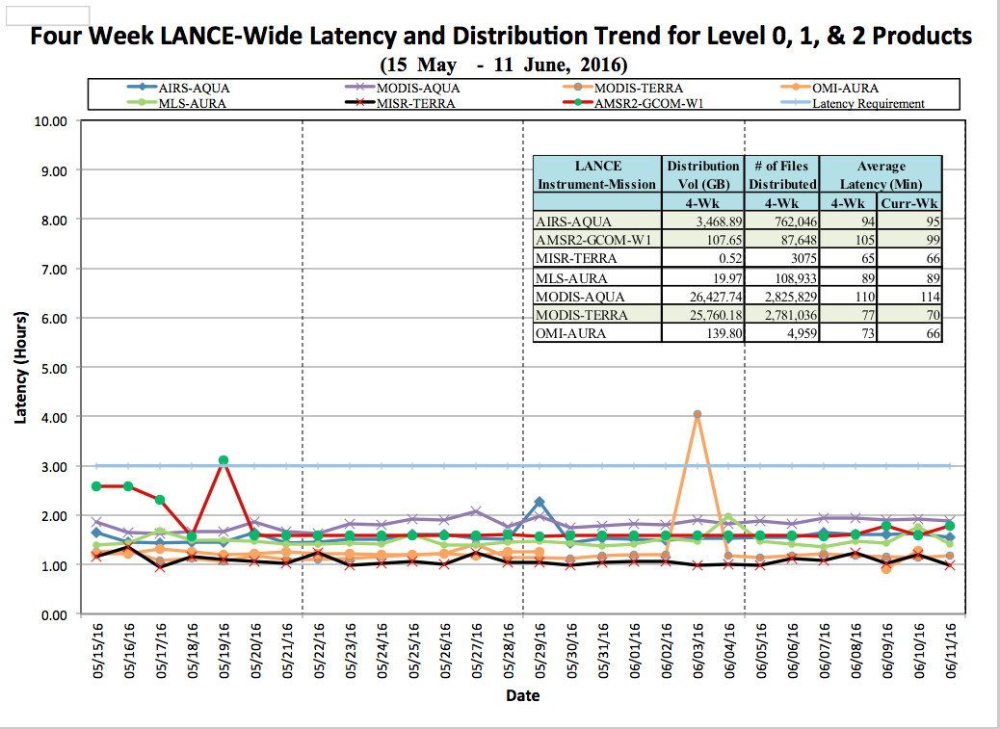 Four Week LANCE-Wide Latency and Distribution Trend for Level 0, 1, & 2 Products
(15 May - 11 June, 2016)
AIRS-AQUA MODIS-AQUA MODIS-TERRA OMI-AURA
MLS-AURA MISR-TERRA AMSR2-GCOM-W1 Latency Requirement
10.00
9.00
8.00
7.00
6.00
5.00
4.00
3.00
2.00
1.00
0.00
Latency (Hours)
LANCE Distribution # of Files Average
Instrument-Mission Vol (GB) Distributed Latency (Min)
4-Wk 4-Wk 4-Wk Curr-Wk
AIRS-AQUA 3,468.89 762,046 94 95
AMSR2-GCOM-W1 107.65 87,648 105 99
MISR-TERRA 0.52 3075 65 66
MLS-AURA 19.97 108,933 89 89
MODIS-AQUA 26,427.74 2,825,829 110 114
MODIS-TERRA 25,760.18 2,781,036 77 70
OMI-AURA 139.80 4,959 73 66
05/15/16
05/16/16
05/17/16
05/18/16
05/19/16
05/20/16
05/21/16
05/22/16
05/23/16
05/24/16
05/25/16
05/26/16
05/27/16
05/28/16
05/29/16
05/30/16
05/31/16
06/01/16
06/02/16
06/03/16
06/04/16
06/05/16
06/06/16
06/07/16
06/08/16
06/09/16
06/10/16
06/11/16
Date